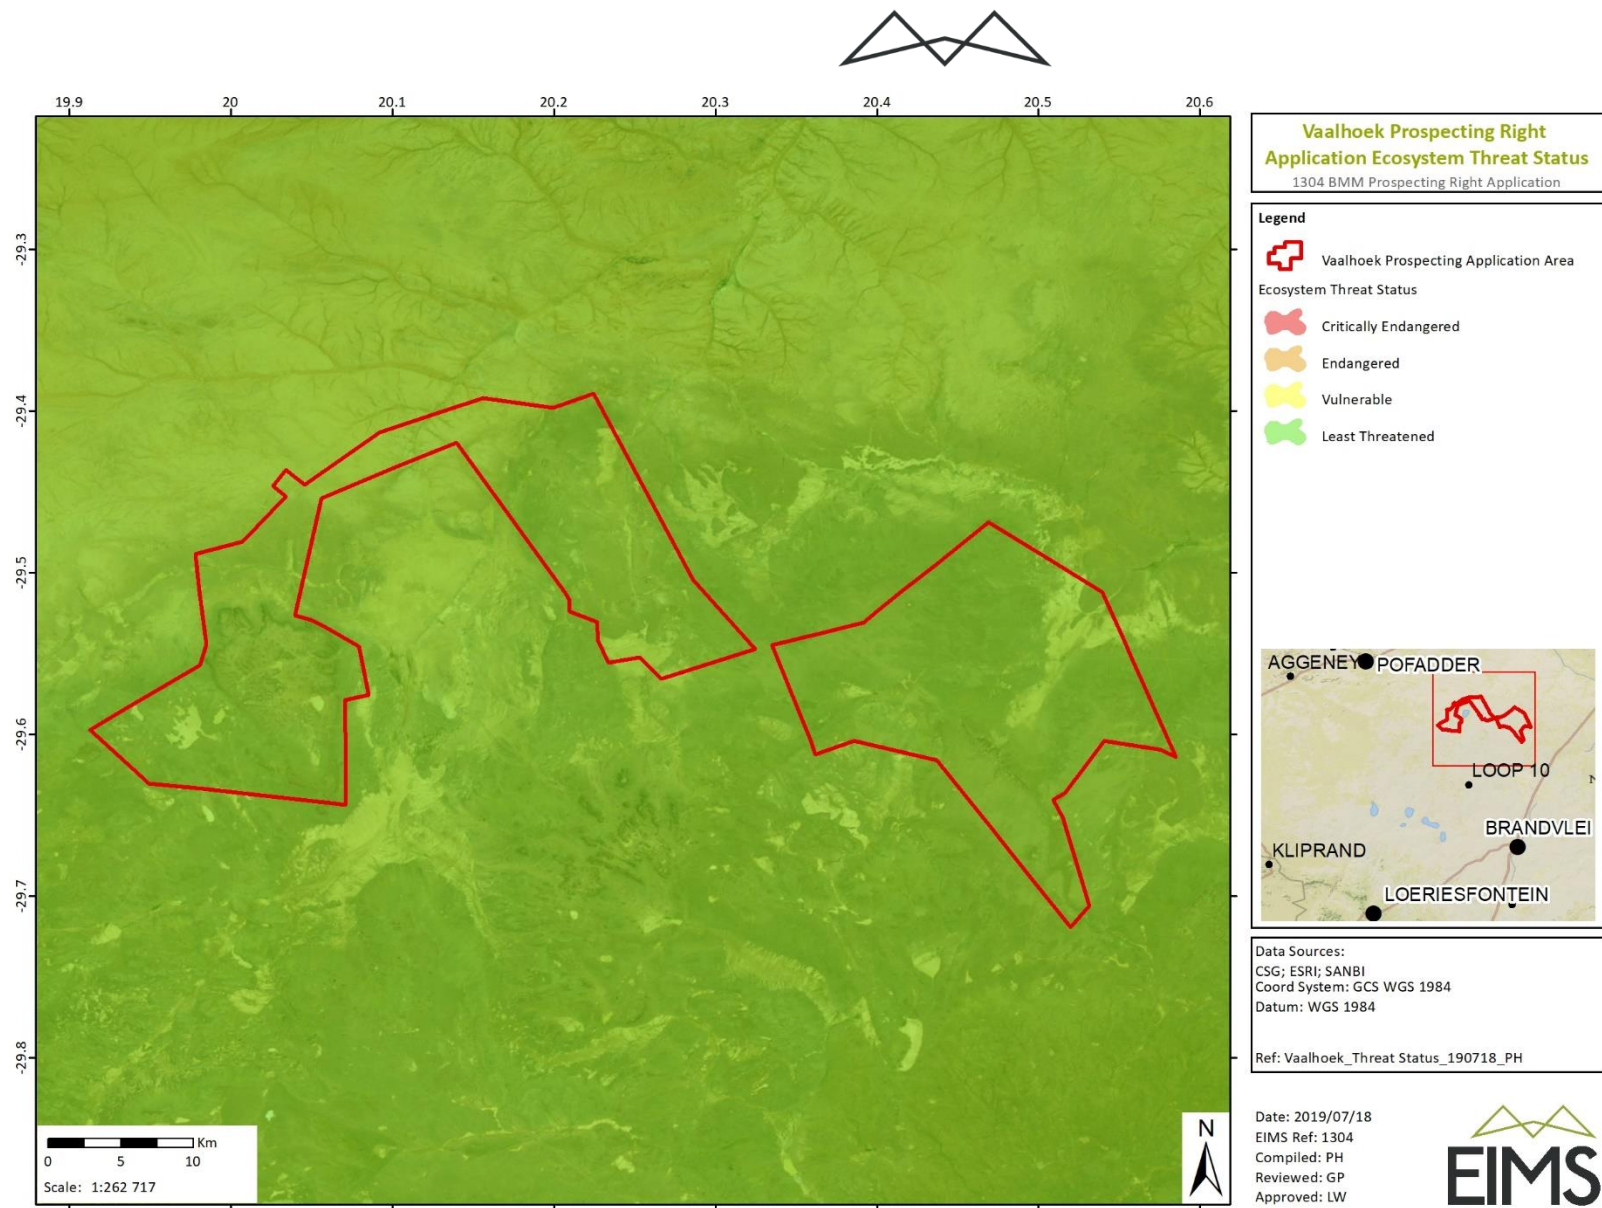 19.9 20 20.1 20.2 20.3 20.4 20.5 20.6
-29.3
-29.4
-29.5
-29.6
-29.7
-29.8
Km
0 5 10
Scale: 1:262 717
N
Vaalhoek Prospecting Right
Application Ecosystem Threat Status
1304 BMM Prospecting Right Application
Legend
Vaalhoek Prospecting Application Area
Ecosystem Threat Status
Critically Endangered
Endangered
Vulnerable
Least Threatened
AGGENEY
POFADDER
LOOP 10
BRANDVLEI
KLIPRAND
LOERIESFONTEIN
Data Sources:
CSG; ESRI; SANBI
Coord System: GCS WGS 1984
Datum: WGS 1984
Ref: Vaalhoek_Threat Status_190718_PH
Date: 2019/07/18
EIMS Ref: 1304
Compiled: PH
Reviewed: GP
Approved: LW
EIMS